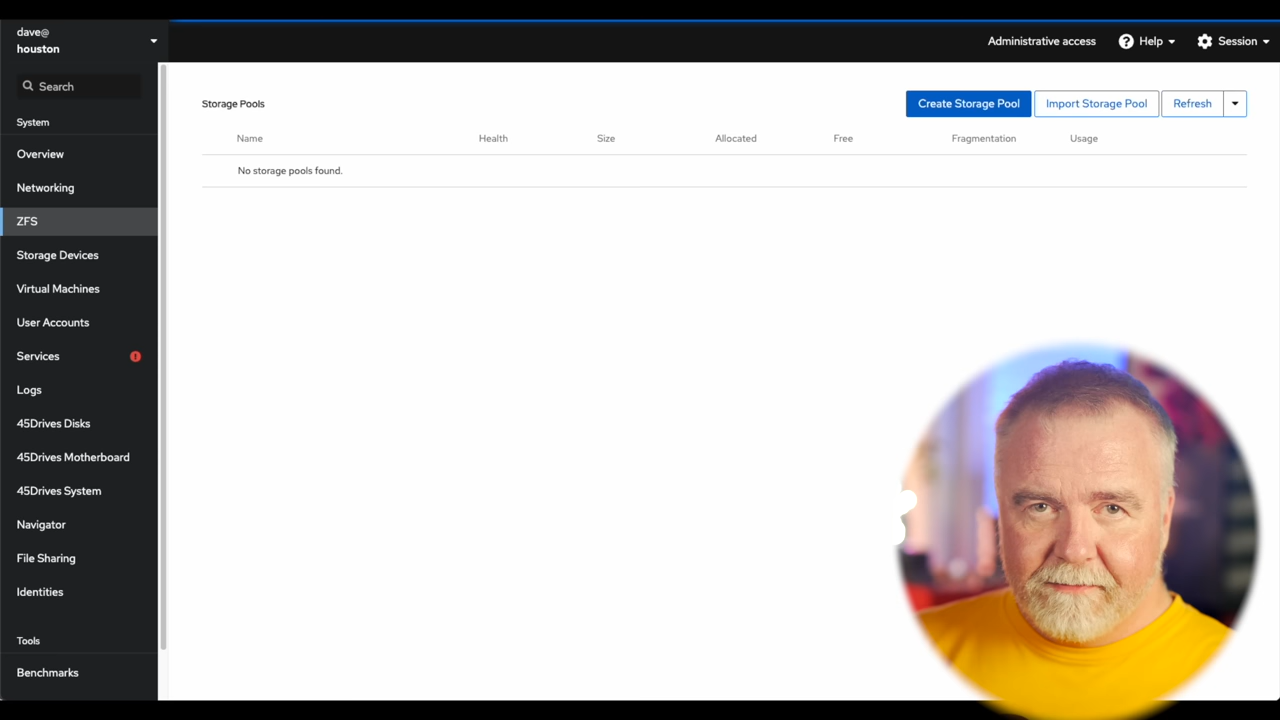 dave@
houston
Administrative access
Help
Session
Search
System
Overview
Networking
ZFS
Storage Devices
Virtual Machines
User Accounts
Services
Logs
45Drives Disks
45Drives Motherboard
45Drives System
Navigator
File Sharing
Identities
Tools
Benchmarks
Storage Pools
Create Storage Pool
Import Storage Pool
Refresh
Name Health Size Allocated Free Fragmentation Usage
No storage pools found.